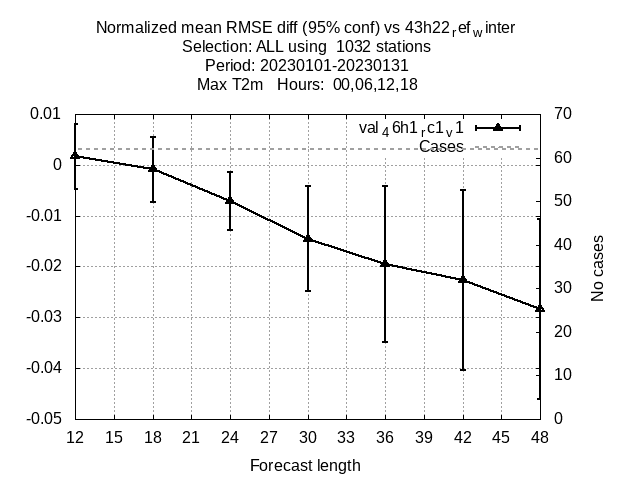 Normalized mean RMSE diff (95% conf) vs 43h22refwinter
Selection: ALL using 1032 stations
Period: 20230101-20230131
Max T2m Hours: 00,06,12,18
0.01
0
-0.01
-0.02
-0.03
-0.04
-0.05
val46h1rc1v1
Cases
70
60
50
40
30
20
10
0
No cases
12 15 18 21 24 27 30 33 36 39 42 45 48
Forecast length